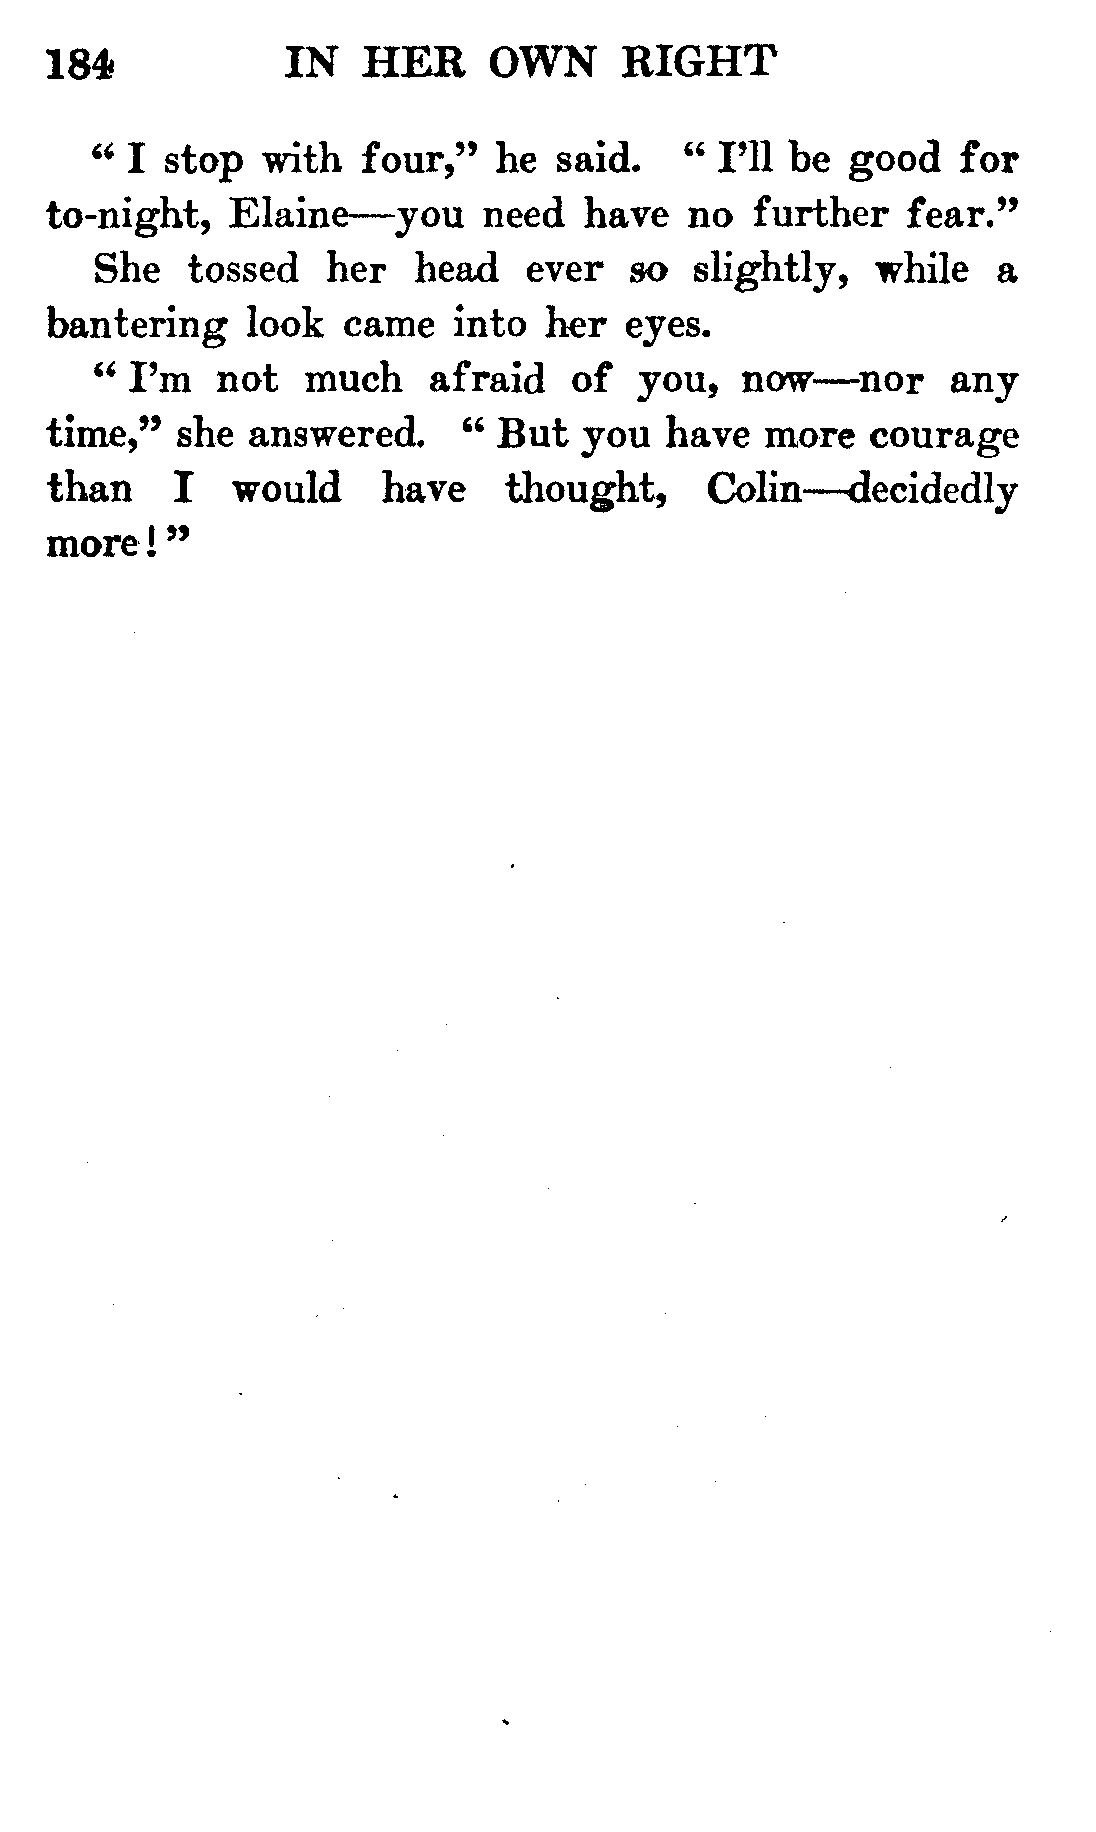 184 IN HER OWN RIGHT
“ I stop with four,” he said. “ I’ll be good for
to-night, Elaine—you need have no further fear.”
She tossed her head ever so slightly, while a
bantering look came into her eyes.
“ I’m not much afraid of you, now—nor any
time,” she answered. “ But you have more courage
than I would have thought, Colin—decidedly
more! ”